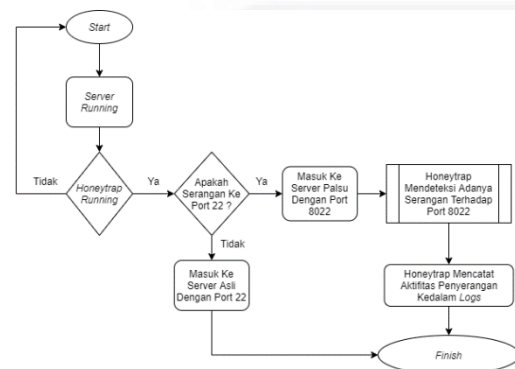 Start
Server
Running
Honeytrap
Running
Tidak
Ya
Apakah
Serangan Ke
Port 22 ?
Ya
Masuk Ke
Server Palsu
Dengan Port
8022
Honeytrap
Mendeteksi Adanya
Serangan Terhadap
Port 8022
Tidak
Masuk Ke
Server Asli
Dengan Port 22
Honeytrap Mencatat
Aktifitas Penyerangan
Kedalam Logs
Finish